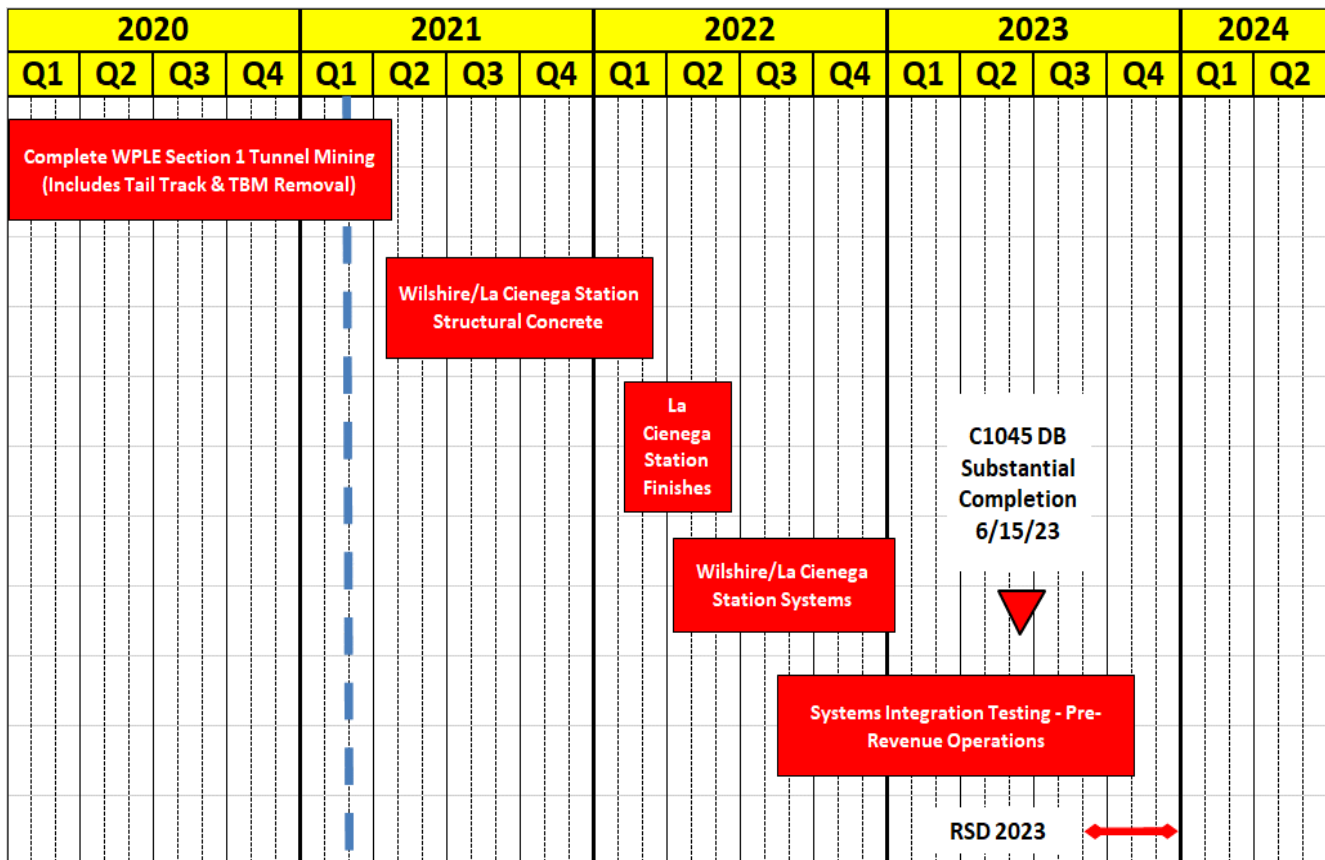 2020 2021 2022 2023 2024
Q1 Q2 Q3 Q4 Q1 Q2 Q3 Q4 Q1 Q2 Q3 Q4 Q1 Q2 Q3 Q4 Q1 Q2
Complete WPLE Section 1 Tunnel Mining
(Includes Tail Track & TBM Removal)
Wilshire/La Cienega Station
Structural Concrete
La
Cienega
Station
Finishes
C1045 DB
Substantial
Completion
6/15/23
Wilshire/La Cienega
Station Systems
Systems Integration Testing - Pre-
Revenue Operations
RSD 2023